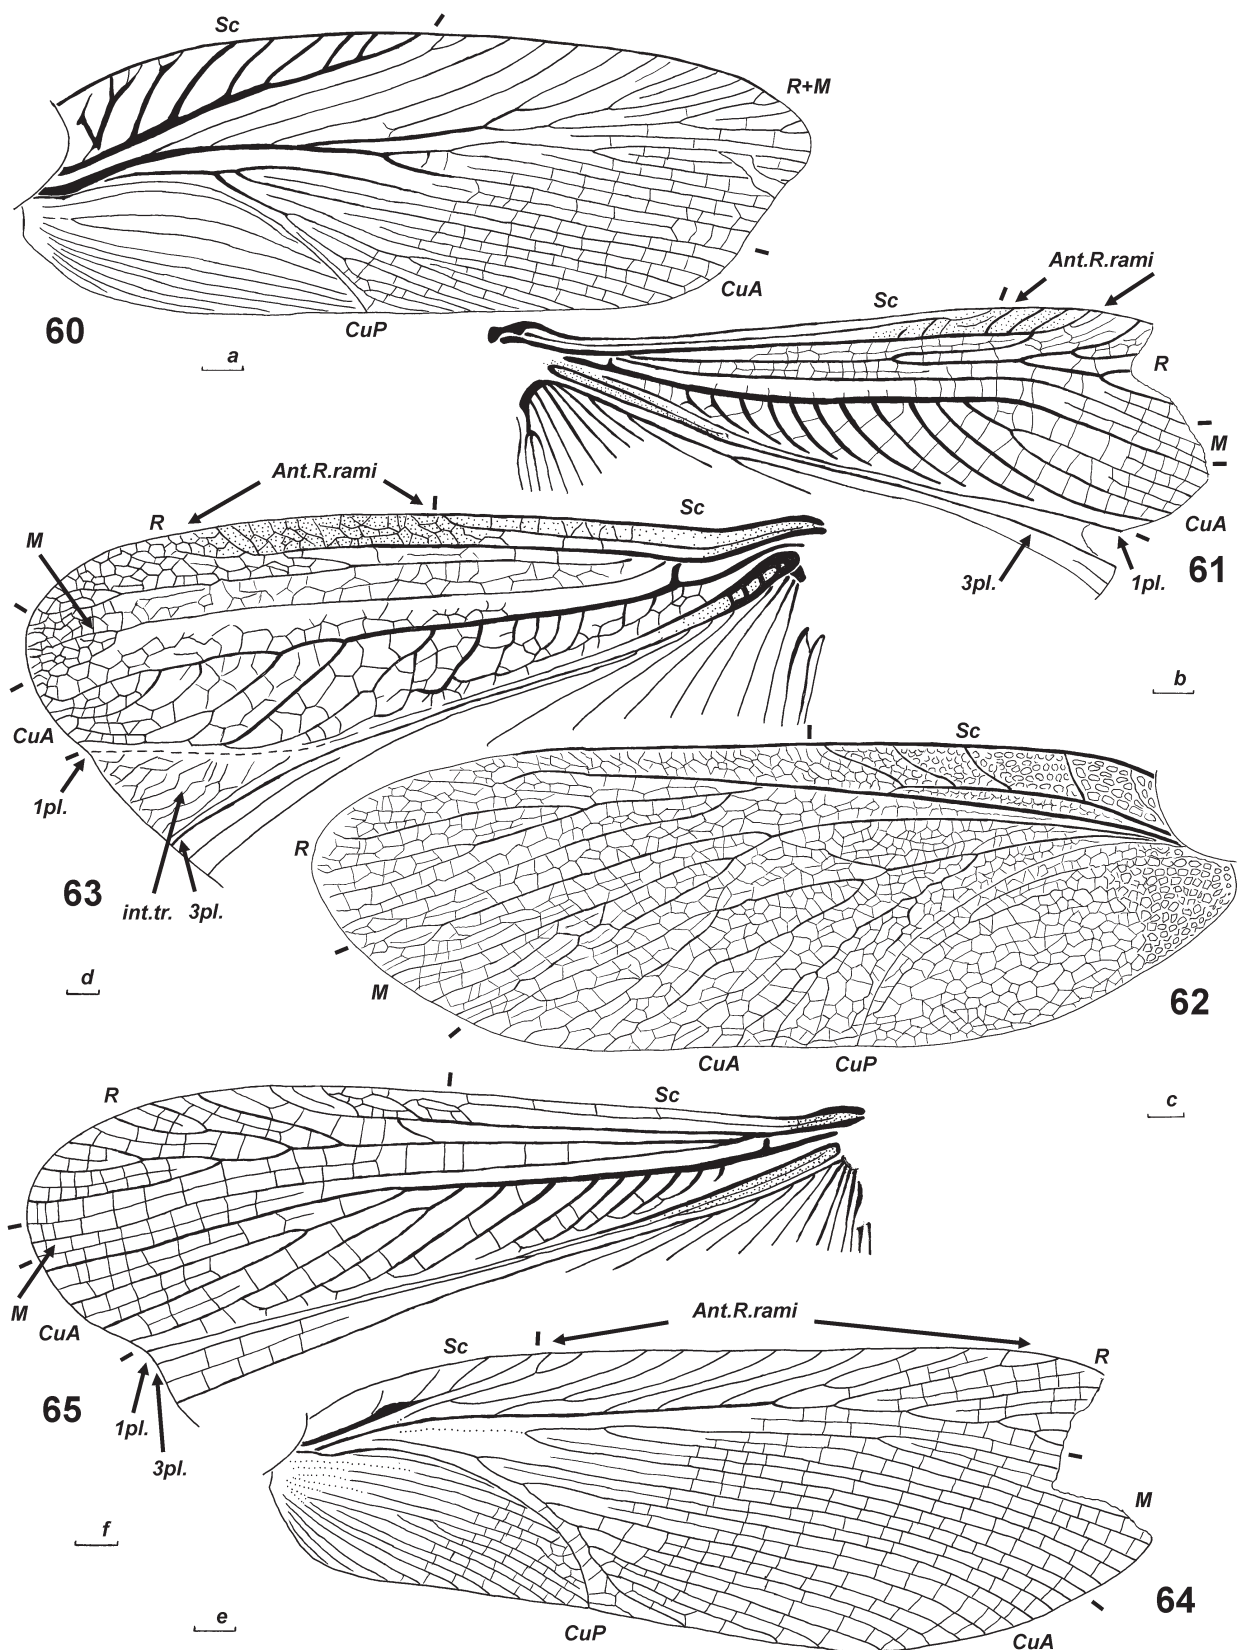 Sc
R+M
CuA
CuP
60
a
Ant.R.rami
Sc
R
M
CuA
3pl.
1pl.
61
b
Ant.R.rami
R
Sc
M
CuA
1pl.
int.tr.
3pl.
63
d
Sc
R
M
CuA
CuP
62
c
R
Sc
M
CuA
1pl.
3pl.
65
f
Ant.R.rami
Sc
R
M
CuA
CuP
64
e